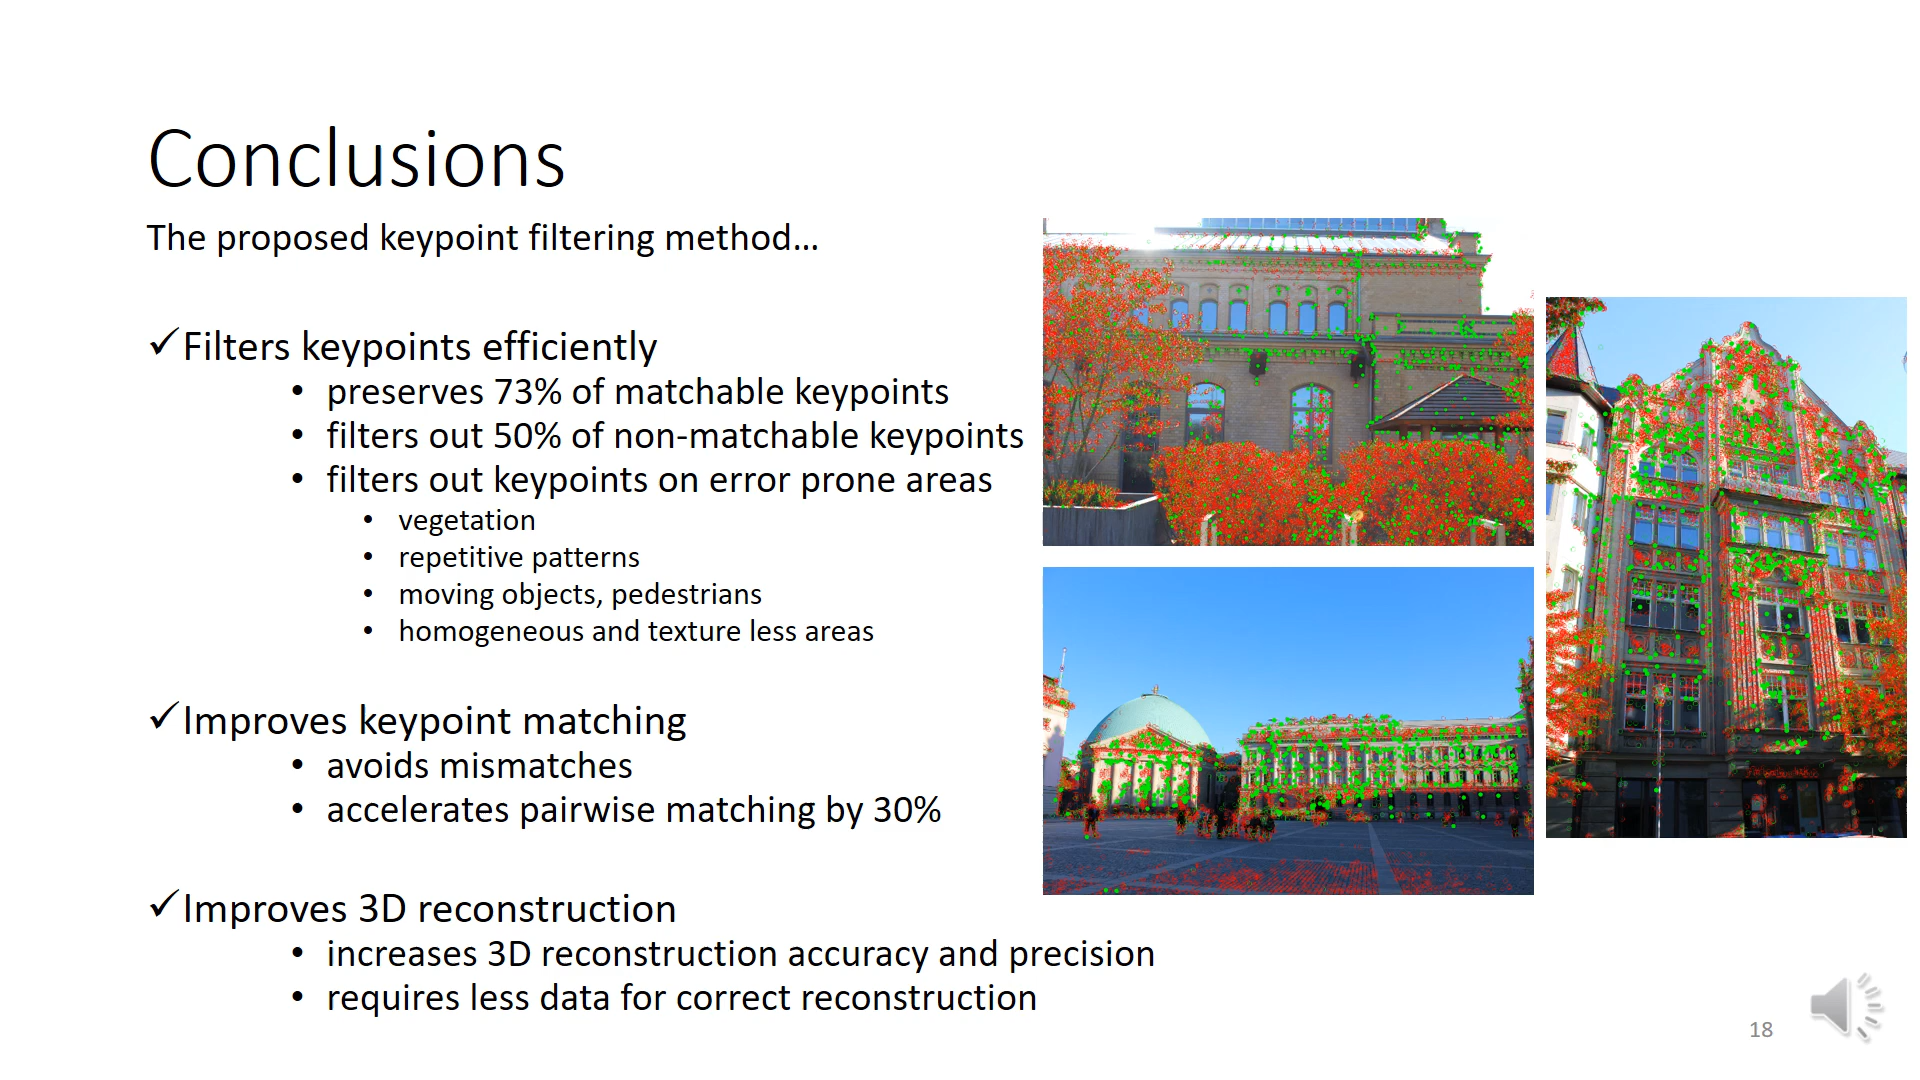 Conclusions
The proposed keypoint filtering method...
✓Filters keypoints efficiently
• preserves 73% of matchable keypoints
• filters out 50% of non-matchable keypoints
• filters out keypoints on error prone areas
• vegetation
• repetitive patterns
• moving objects, pedestrians
• homogeneous and texture less areas
✓Improves keypoint matching
• avoids mismatches
• accelerates pairwise matching by 30%
✓Improves 3D reconstruction
• increases 3D reconstruction accuracy and precision
• requires less data for correct reconstruction
18